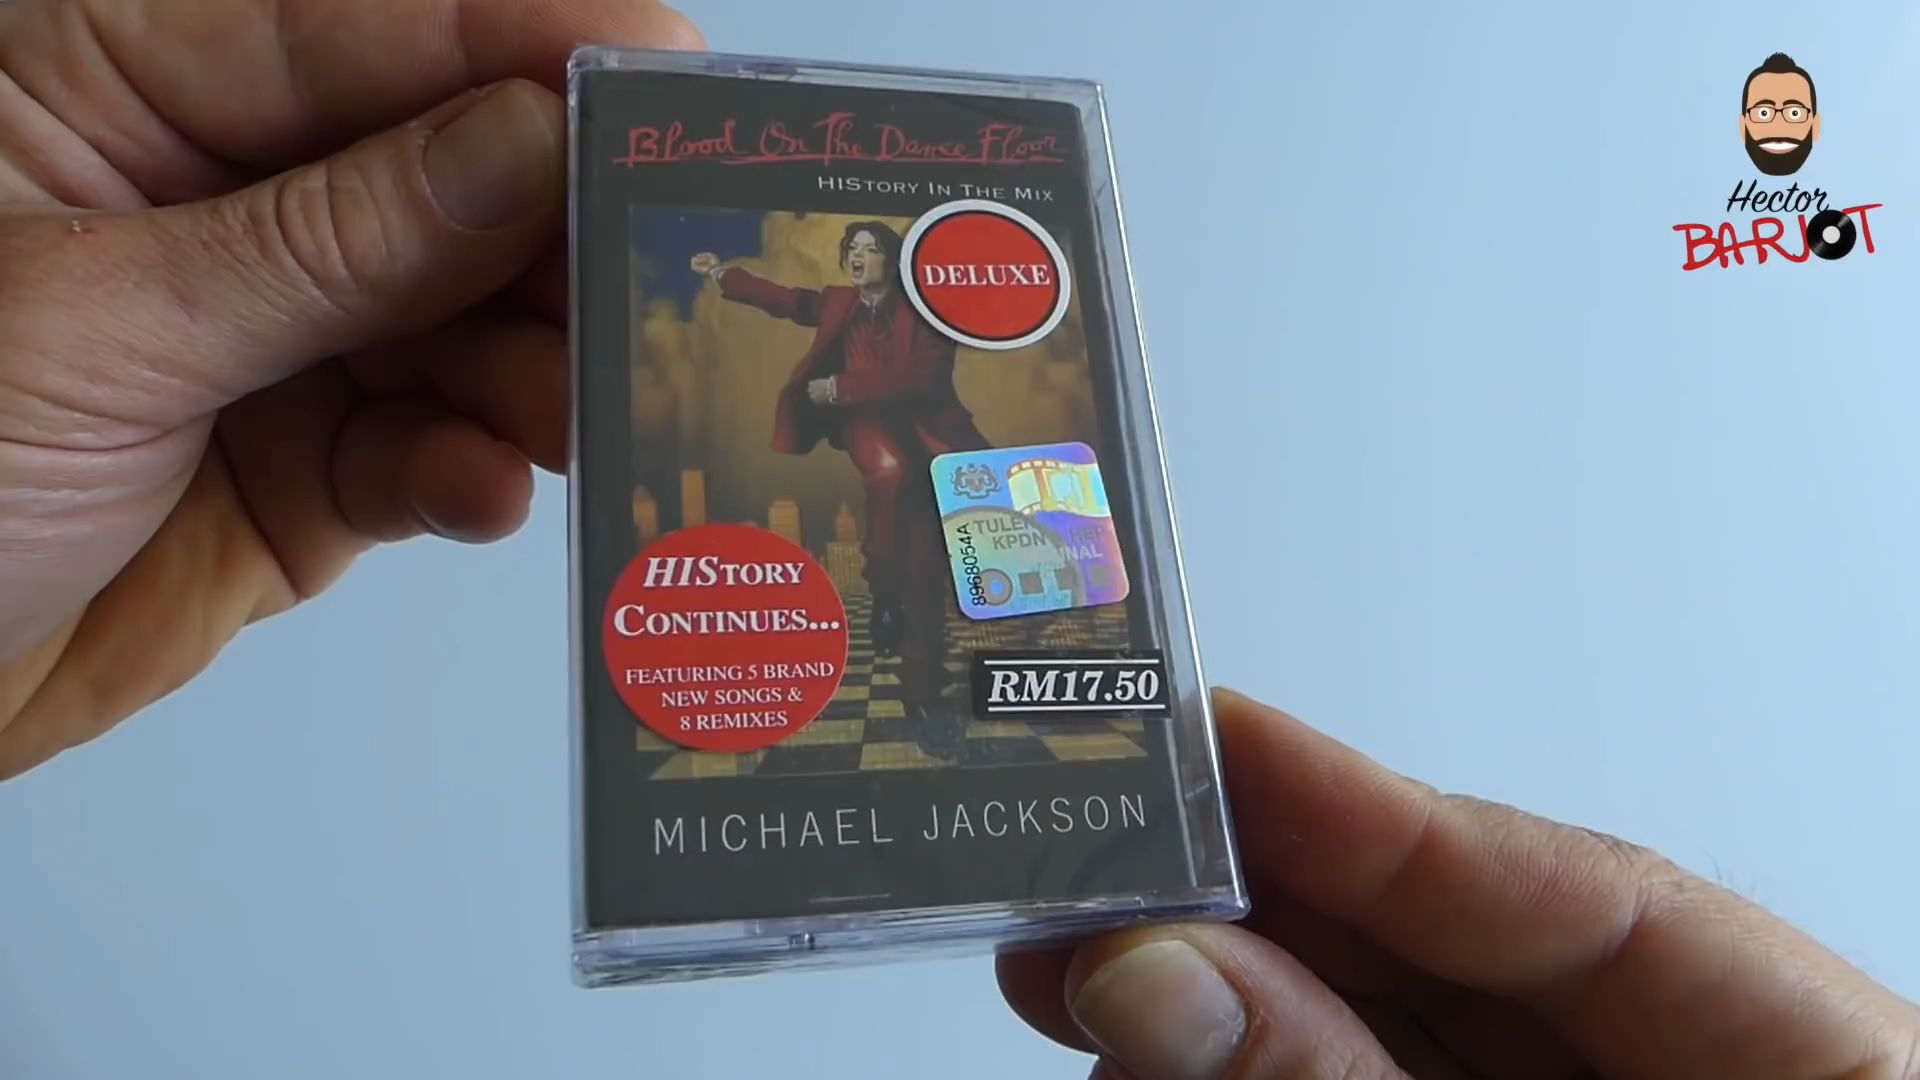 Blood On The Dance Floor
HIStory In The Mix
DELUXE
TULEN
KPDN
8968054A
HIStory
Continues...
FEATURING 5 BRAND
NEW SONGS &
8 REMIXES
RM17.50
MICHAEL JACKSON
Hector
BARJOT